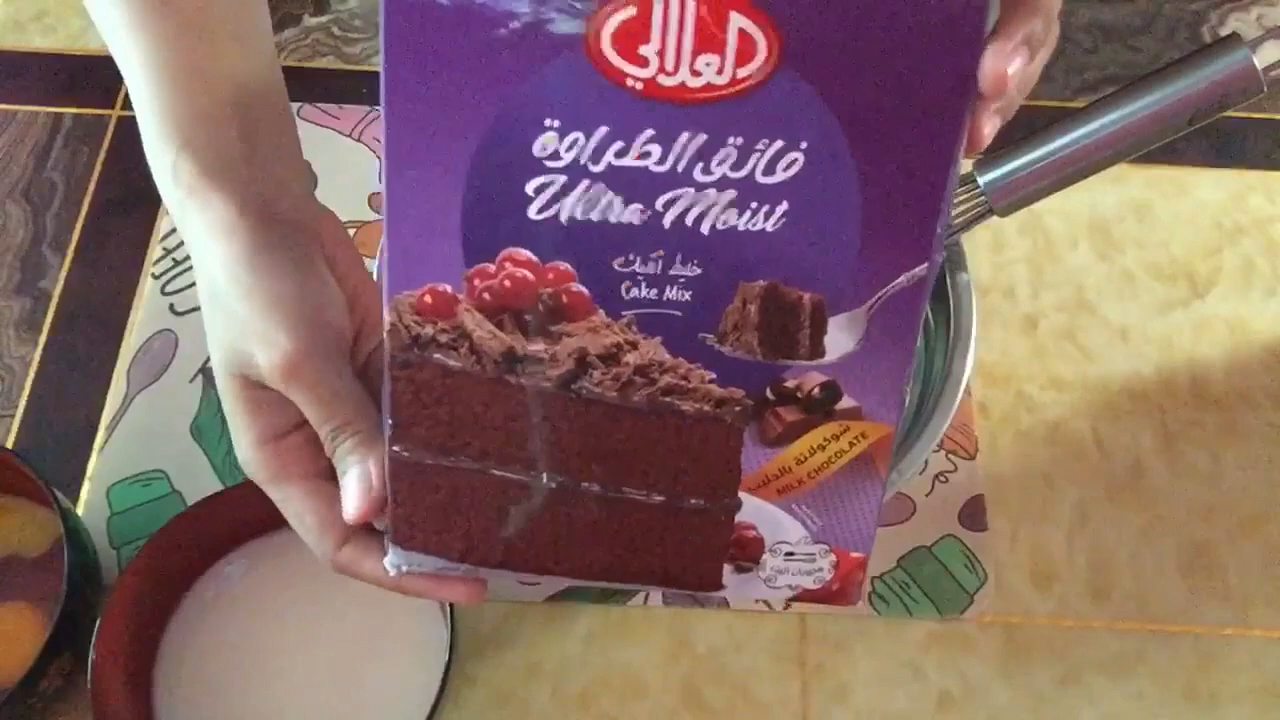 العلالي
فائق الطراوة
Ultra Moist
خليط الكيك
Cake Mix
شوكولاتة بالحليب
MILK CHOCOLATE